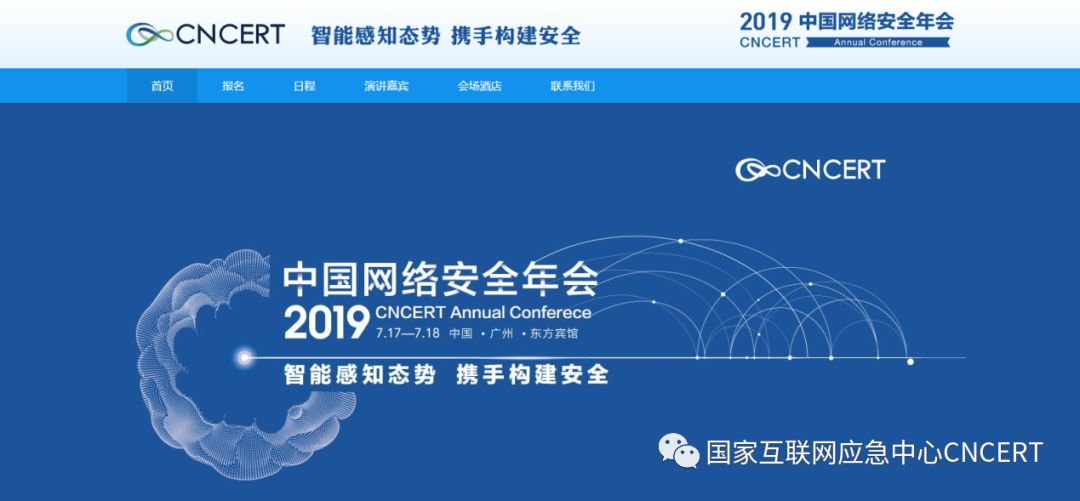 CNCERT 智能感知态势 携手构建安全
2019 中国网络安全年会
CNCERT Annual Conference
首页 报名 日程 演讲嘉宾 会场酒店 联系我们
CNCERT
中国网络安全年会
2019 CNCERT Annual Conferece
7.17—7.18 中国 · 广州 · 东方宾馆
智能感知态势 携手构建安全
国家互联网应急中心CNCERT